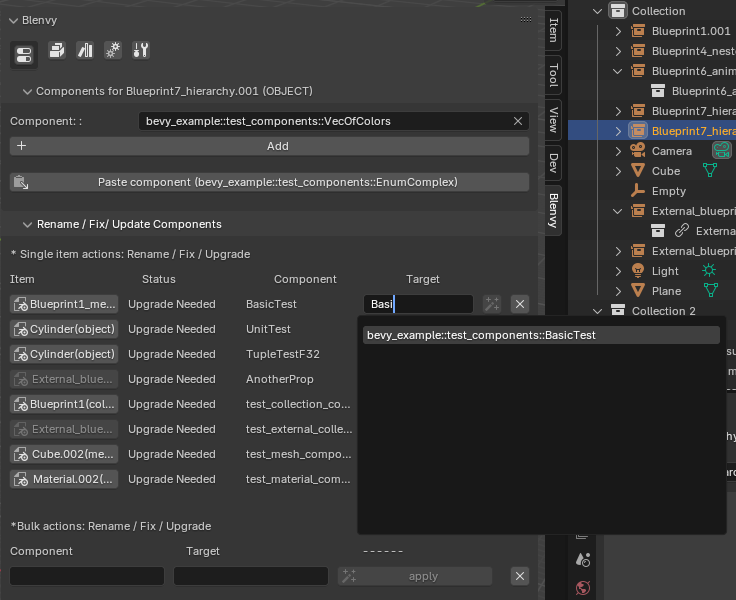 Blenvy
Components for Blueprint7_hierarchy.001 (OBJECT)
Component: :
bevy_example::test_components::VecOfColors
Add
Paste component (bevy_example::test_components::EnumComplex)
Rename / Fix/ Update Components
* Single item actions: Rename / Fix / Upgrade
Item Status Component Target
Blueprint1_me... Upgrade Needed BasicTest Basi
Cylinder(object) Upgrade Needed UnitTest
Cylinder(object) Upgrade Needed TupleTestF32
External_blue... Upgrade Needed AnotherProp
Blueprint1(col... Upgrade Needed test_collection_co...
External_blue... Upgrade Needed test_external_colle...
Cube.002(me... Upgrade Needed test_mesh_compo...
Material.002(... Upgrade Needed test_material_com...
bevy_example::test_components::BasicTest
*Bulk actions: Rename / Fix / Upgrade
Component Target ------
apply
Item
Tool
View
Dev
Blenvy
Collection
Blueprint1.001
Blueprint4_nest
Blueprint6_anim
Blueprint6_a
Blueprint7_hiera
Blueprint7_hiera
Camera
Cube
Empty
External_bluepri
Externa
External_bluepri
Light
Plane
Collection 2